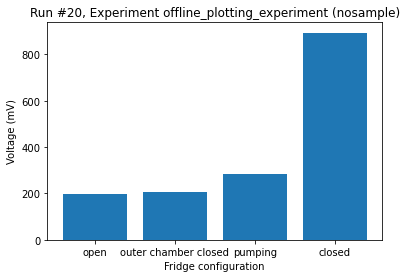 Run #20, Experiment offline_plotting_experiment (nosample)
800
600
400
200
0
Voltage (mV)
open outer chamber closed pumping closed
Fridge configuration